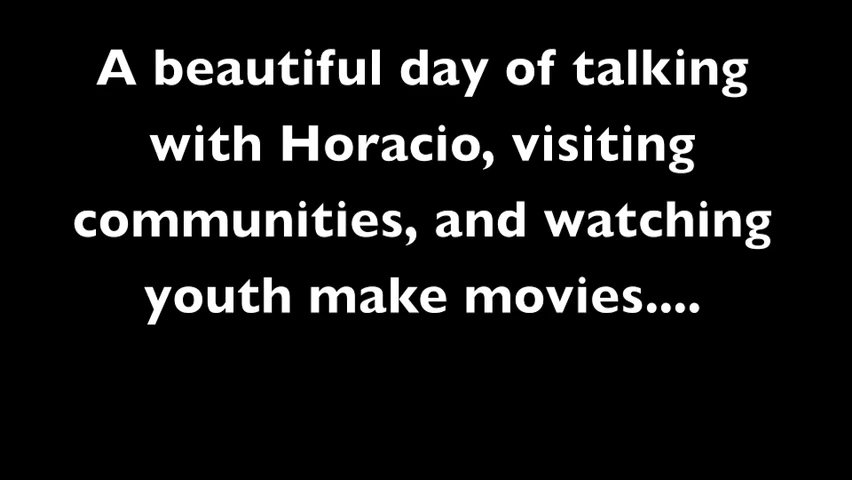 A beautiful day of talking
with Horacio, visiting
communities, and watching
youth make movies....